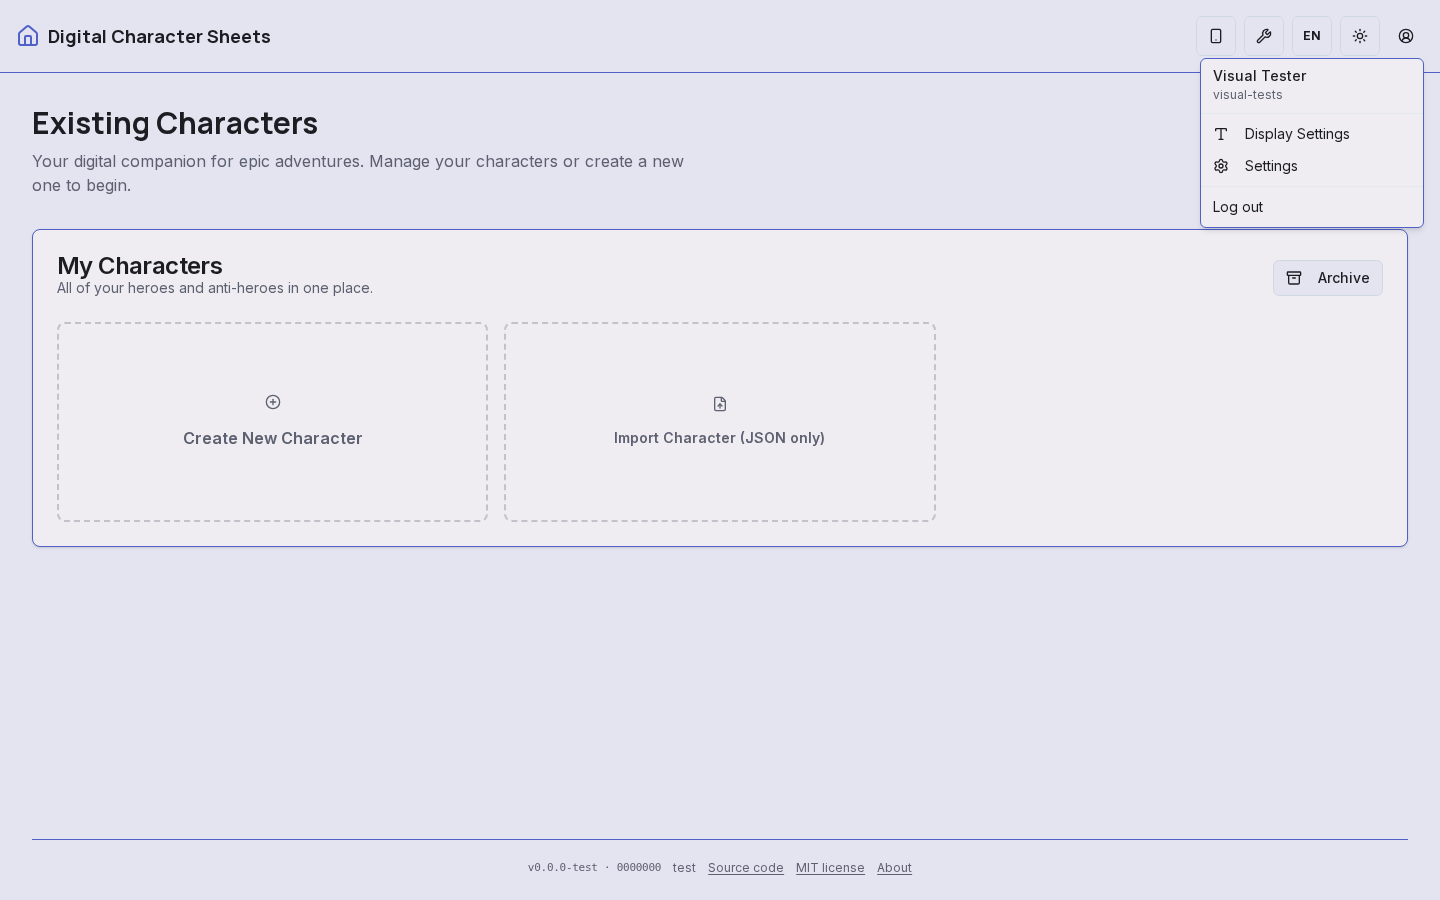 Digital Character Sheets
EN
Visual Tester
visual-tests
Display Settings
Settings
Log out
Existing Characters
Your digital companion for epic adventures. Manage your characters or create a new
one to begin.
My Characters
All of your heroes and anti-heroes in one place.
Archive
Create New Character
Import Character (JSON only)
v0.0.0-test · 0000000 test Source code MIT license About